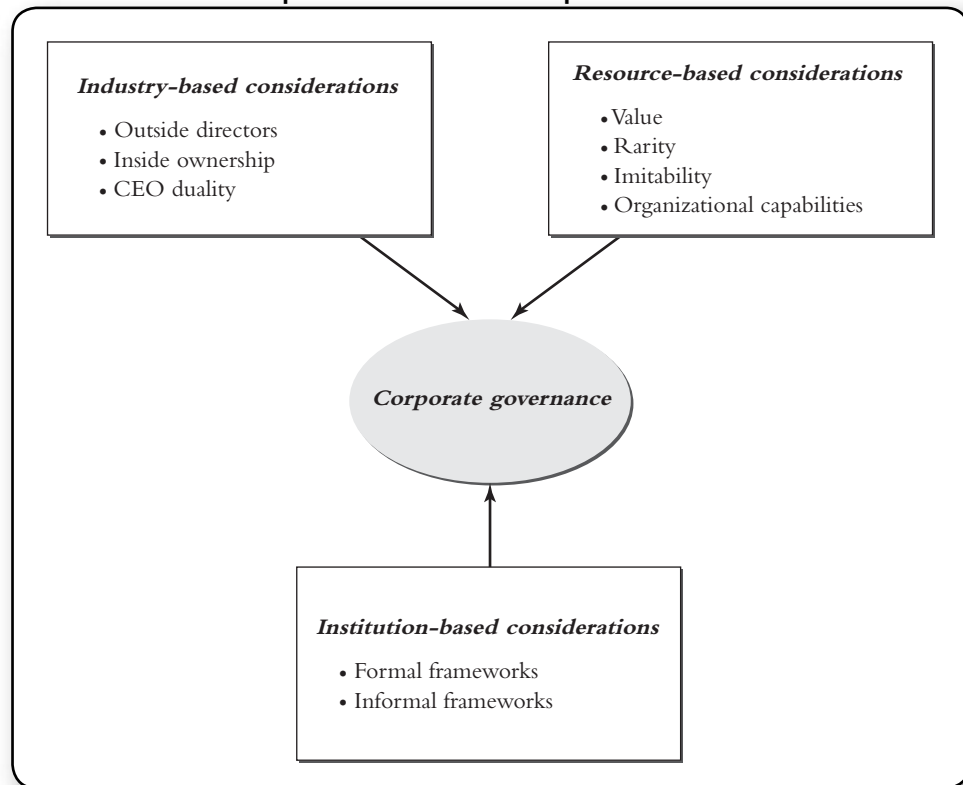 Industry-based considerations
• Outside directors
• Inside ownership
• CEO duality
Resource-based considerations
• Value
• Rarity
• Imitability
• Organizational capabilities
Corporate governance
Institution-based considerations
• Formal frameworks
• Informal frameworks